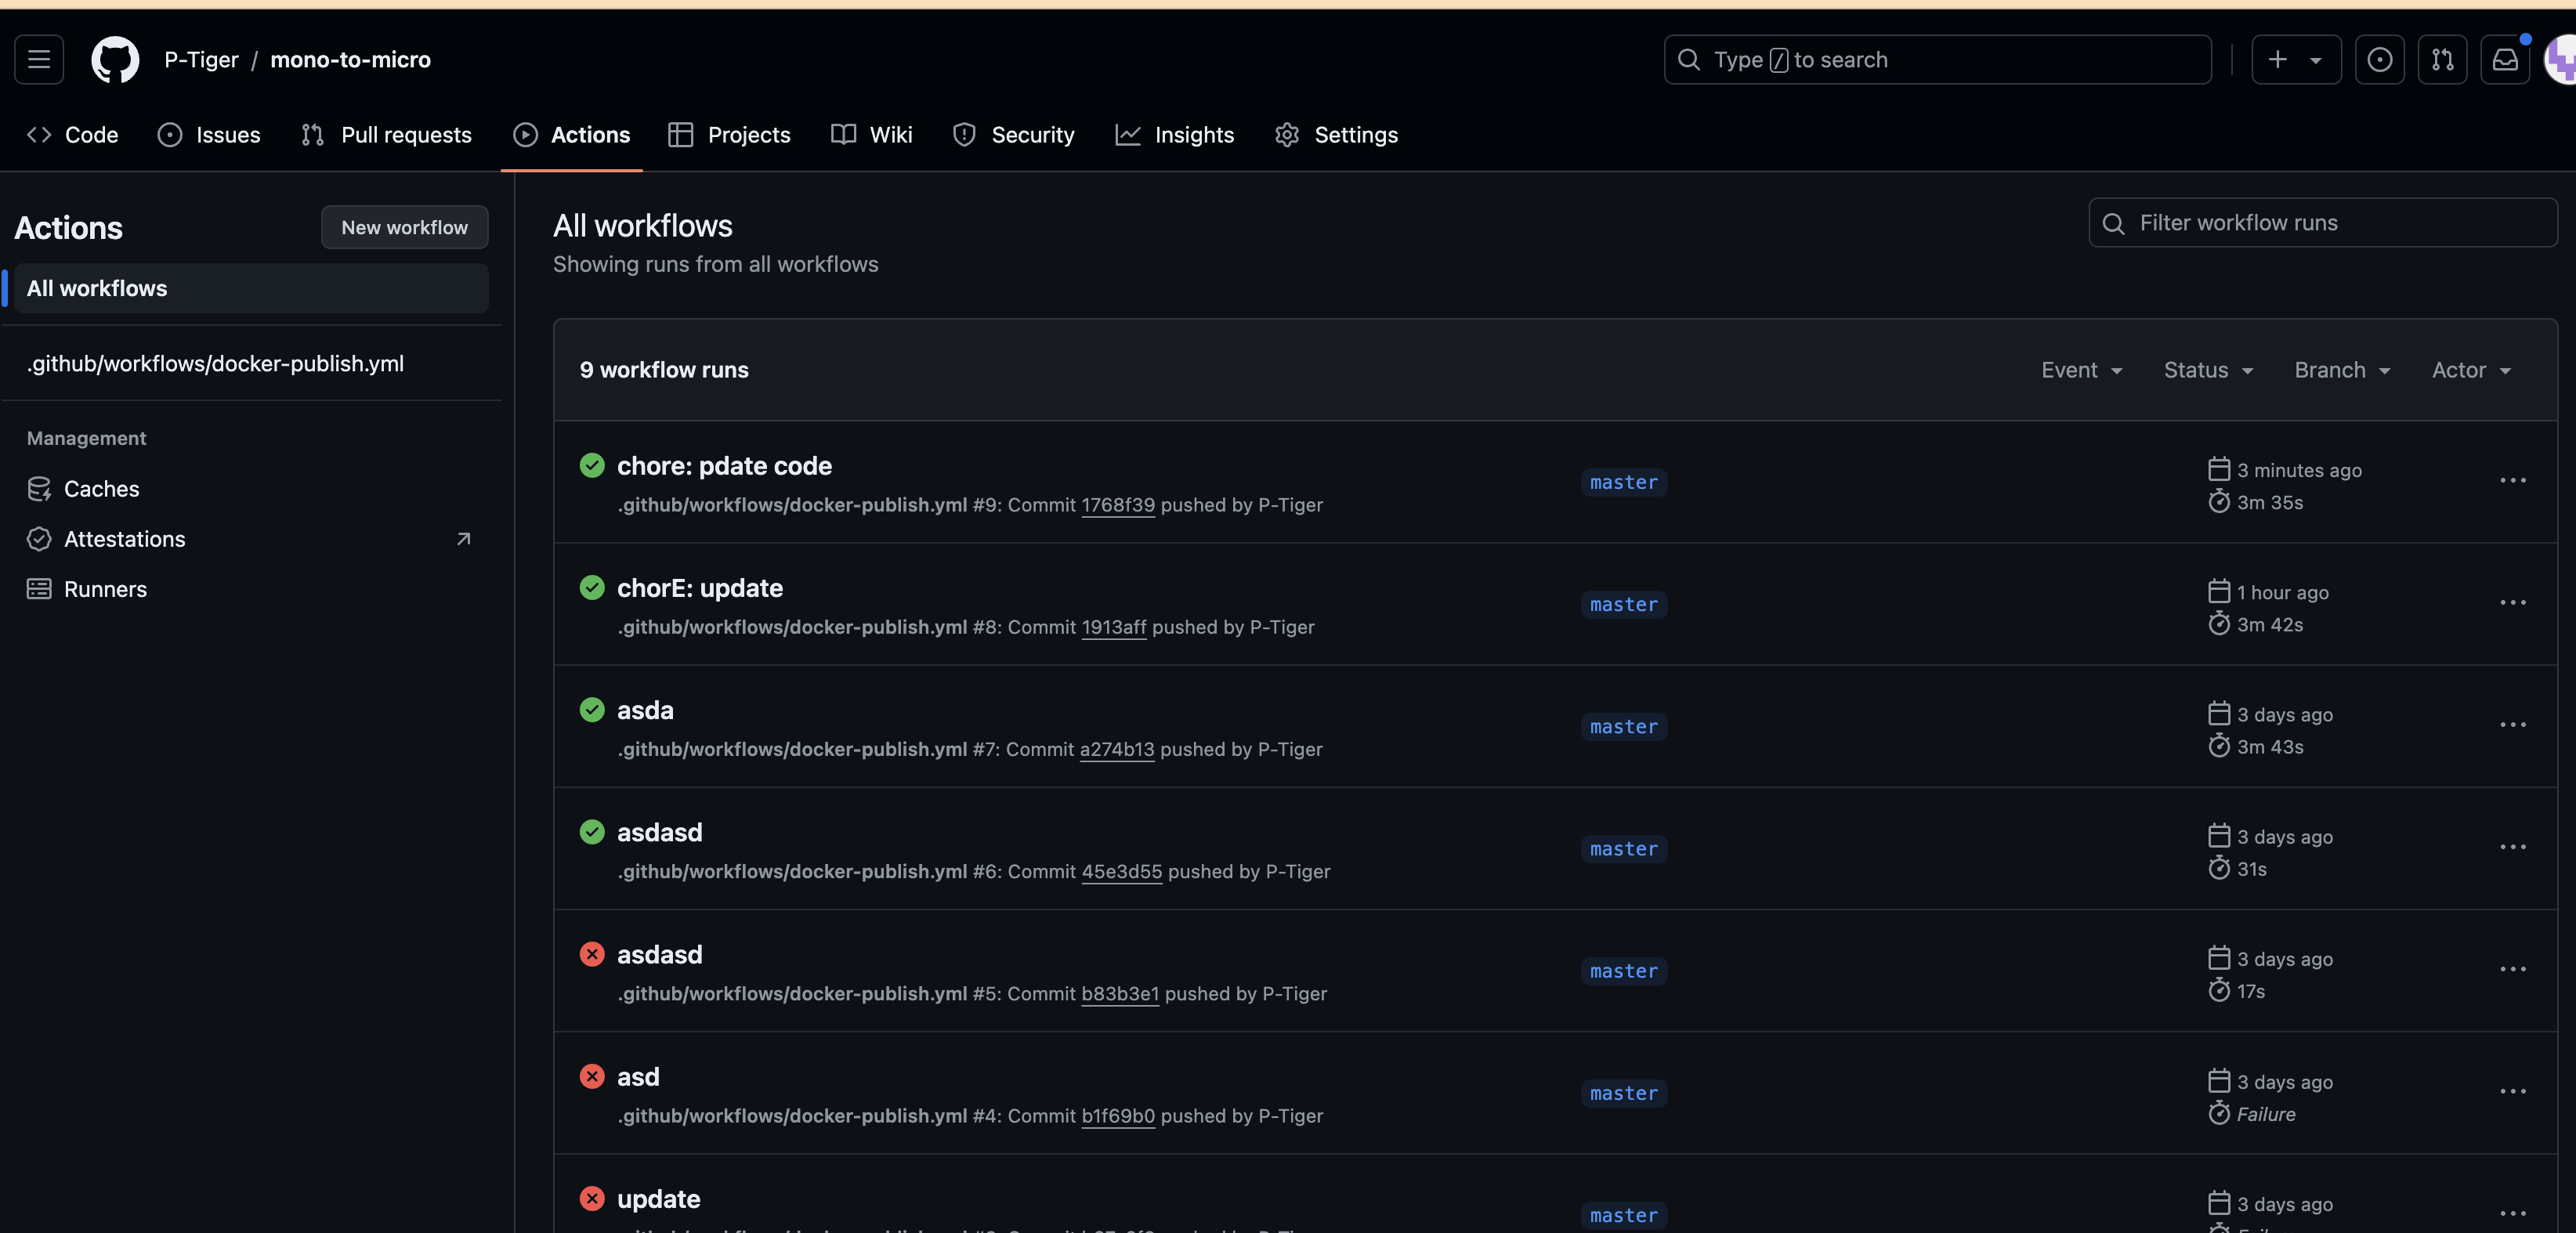 P-Tiger / mono-to-micro
Type / to search
Code Issues Pull requests Actions Projects Wiki Security Insights Settings
Actions
New workflow
All workflows
.github/workflows/docker-publish.yml
Management
Caches
Attestations
Runners
All workflows
Showing runs from all workflows
Filter workflow runs
9 workflow runs
Event Status Branch Actor
chore: pdate code
.github/workflows/docker-publish.yml #9: Commit 1768f39 pushed by P-Tiger
master
3 minutes ago
3m 35s
chorE: update
.github/workflows/docker-publish.yml #8: Commit 1913aff pushed by P-Tiger
master
1 hour ago
3m 42s
asda
.github/workflows/docker-publish.yml #7: Commit a274b13 pushed by P-Tiger
master
3 days ago
3m 43s
asdasd
.github/workflows/docker-publish.yml #6: Commit 45e3d55 pushed by P-Tiger
master
3 days ago
31s
asdasd
.github/workflows/docker-publish.yml #5: Commit b83b3e1 pushed by P-Tiger
master
3 days ago
17s
asd
.github/workflows/docker-publish.yml #4: Commit b1f69b0 pushed by P-Tiger
master
3 days ago
Failure
update
master
3 days ago